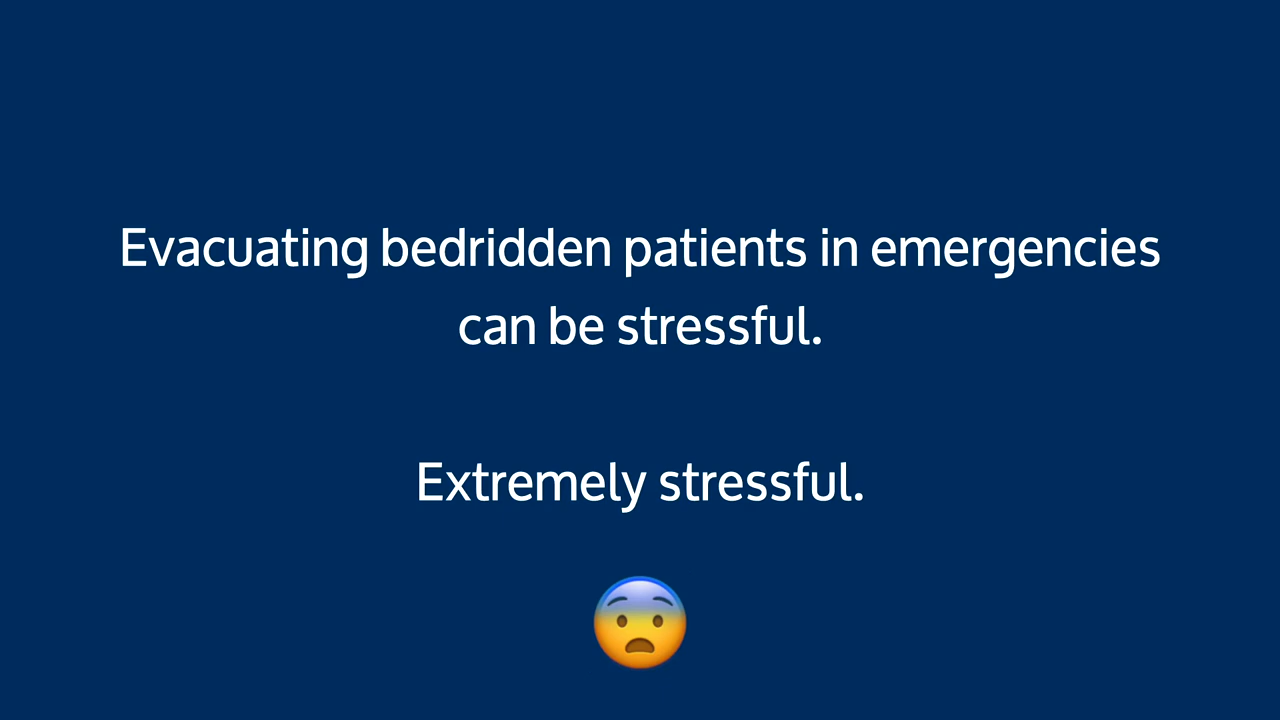 Evacuating bedridden patients in emergencies
can be stressful.
Extremely stressful.